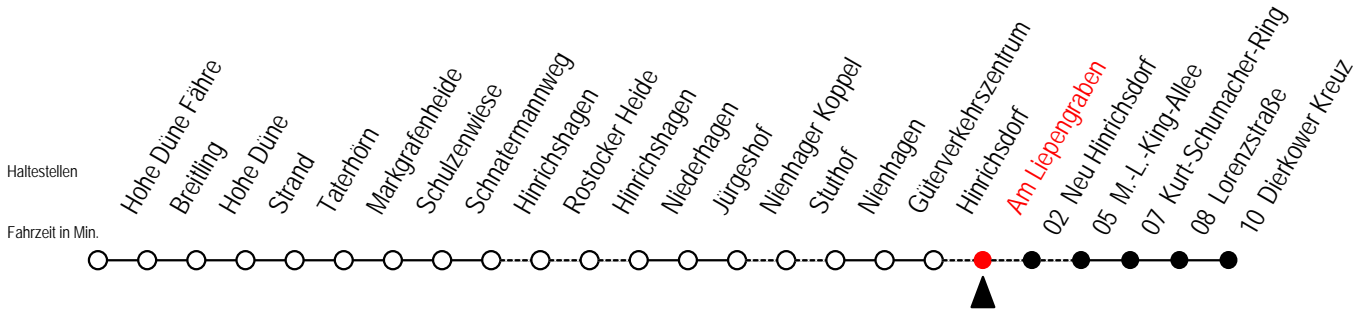 Haltestellen
Fahrzeit in Min.
Hohe Düne Fähre
Breitling
Hohe Düne
Strand
Taterhörn
Markgrafenheide
Schulzenwiese
Schnatermannweg
Hinrichshagen
Rostocker Heide
Hinrichshagen
Niederhagen
Jürgeshof
Nienhager Koppel
Stuthof
Nienhagen
Güterverkehrszentrum
Hinrichsdorf
Am Liepengraben
02 Neu Hinrichsdorf
05 M.-L.-King-Allee
07 Kurt-Schumacher-Ring
08 Lorenzstraße
10 Dierkower Kreuz